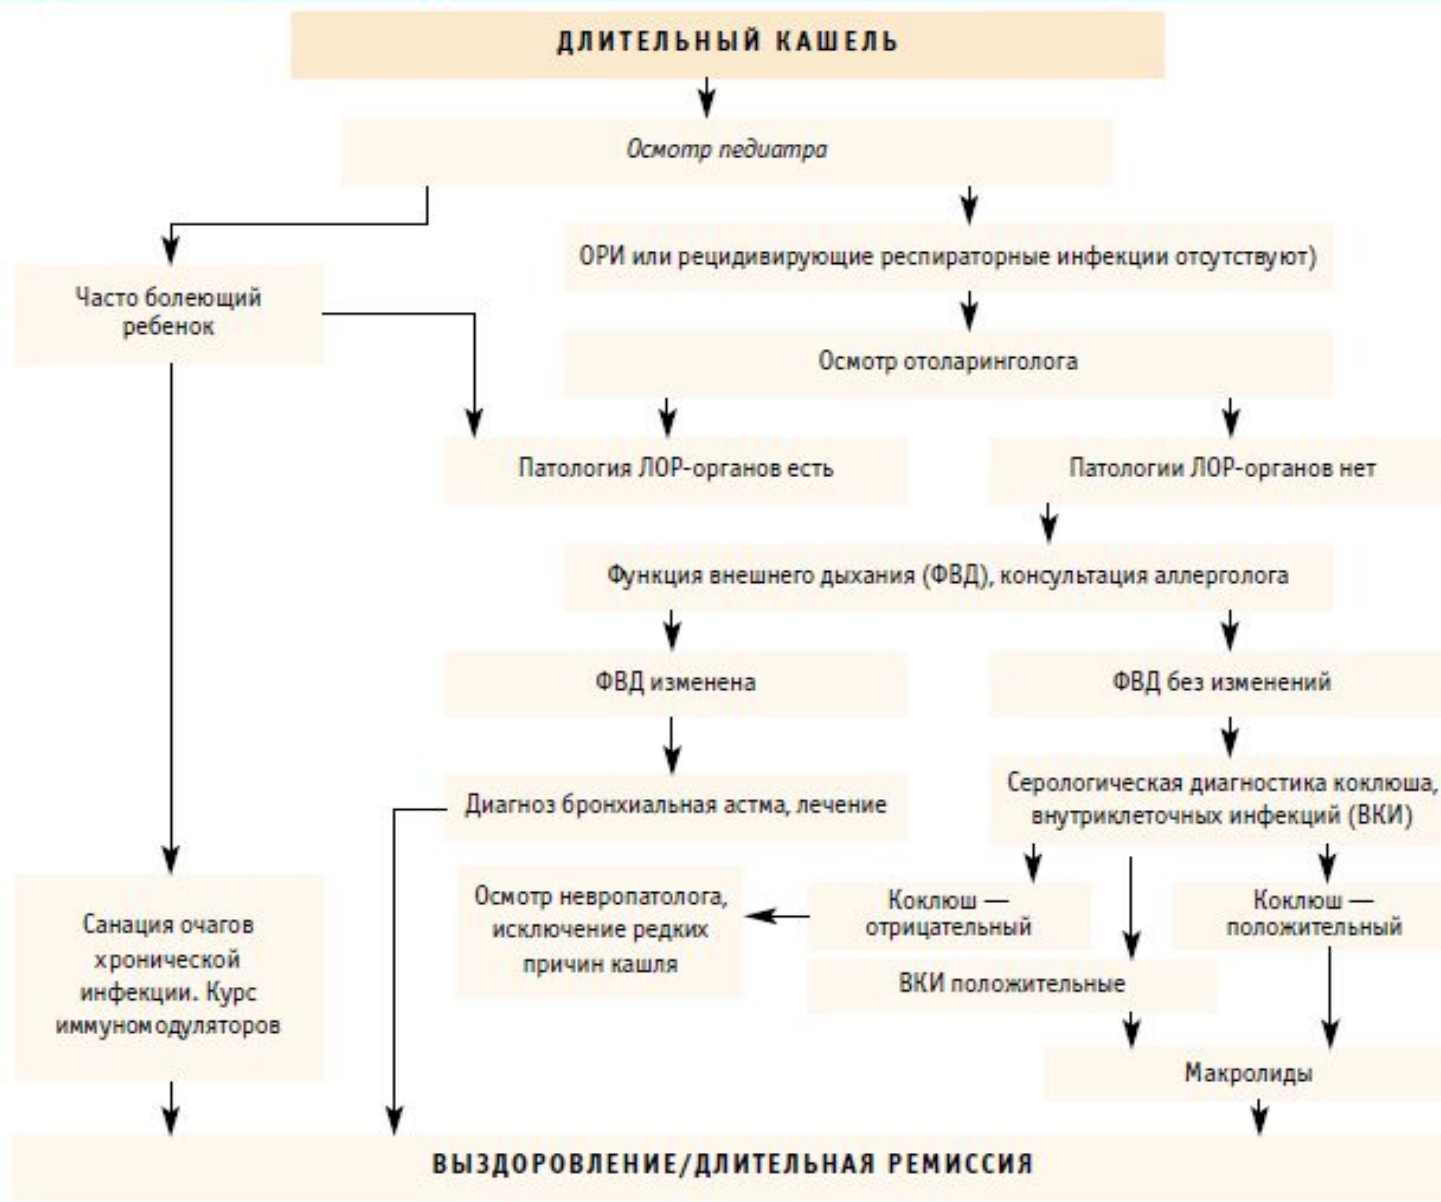 ДЛИТЕЛЬНЫЙ КАШЕЛЬ
Осмотр педиатра
ОРИ или рецидивирующие респираторные инфекции отсутствуют)
Часто болеющий
ребенок
Осмотр отоларинголога
Патология ЛОР-органов есть
Патологии ЛОР-органов нет
Функция внешнего дыхания (ФВД), консультация аллерголога
ФВД изменена
ФВД без изменений
Диагноз бронхиальная астма, лечение
Серологическая диагностика коклюша,
внутриклеточных инфекций (ВКИ)
Осмотр невропатолога,
исключение редких
причин кашля
Коклюш —
отрицательный
Коклюш —
положительный
Санация очагов
хронической
инфекции. Курс
иммуномодуляторов
ВКИ положительные
Макролиды
ВЫЗДОРОВЛЕНИЕ/ДЛИТЕЛЬНАЯ РЕМИССИЯ